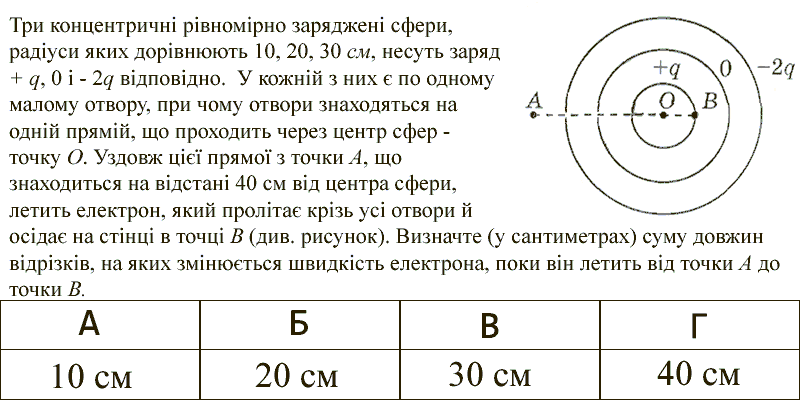 Три концентричні рівномірно заряджені сфери,
радіуси яких дорівнюють 10, 20, 30 см, несуть заряд
+ q, 0 і - 2q відповідно. У кожній з них є по одному
малому отвору, при чому отвори знаходяться на
одній прямій, що проходить через центр сфер -
точку О. Уздовж цієї прямої з точки А, що
знаходиться на відстані 40 см від центра сфери,
летить електрон, який пролітає крізь усі отвори й
осідає на стінці в точці В (див. рисунок). Визначте (у сантиметрах) суму довжин
відрізків, на яких змінюється швидкість електрона, поки він летить від точки А до
точки В.
+q 0 −2q
A O B
А Б В Г
10 см 20 см 30 см 40 см